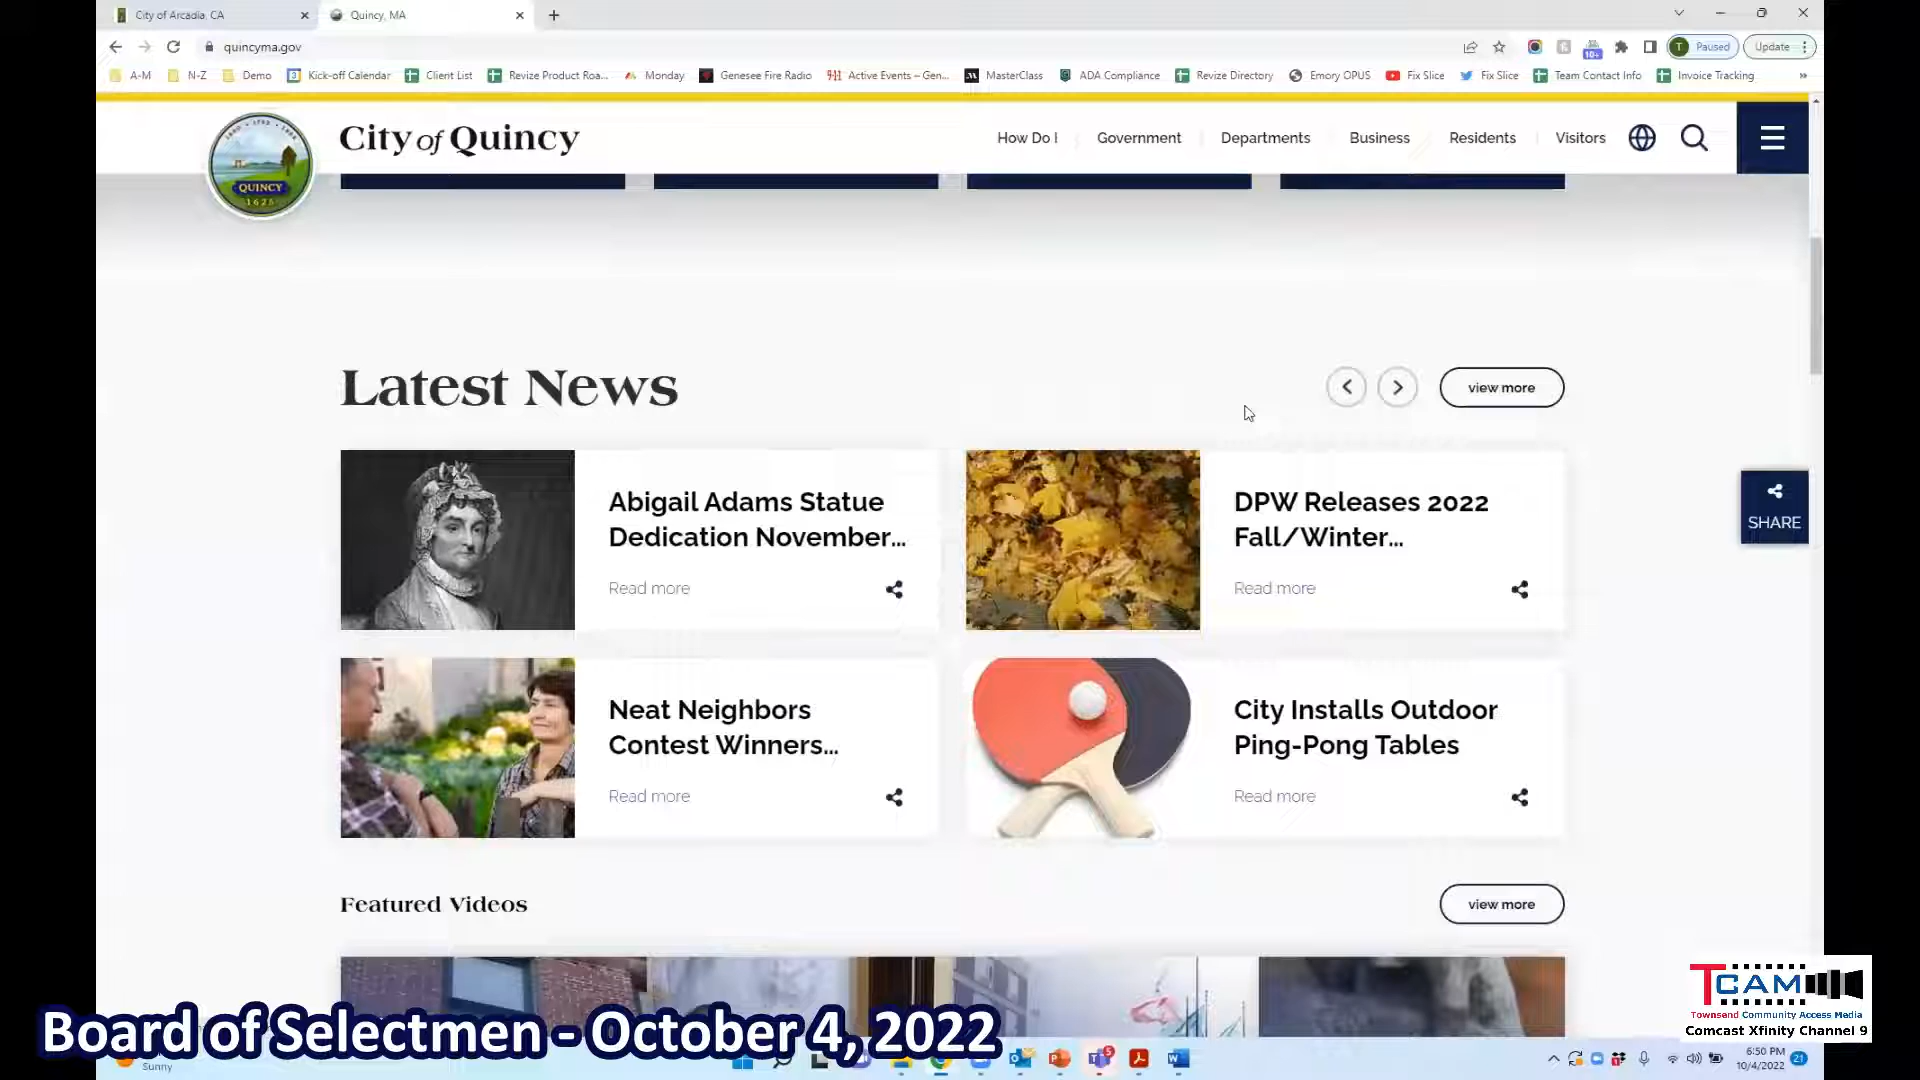 City of Arcadia, CA
Quincy, MA
quincyma.gov
10+
T Paused
Update
A-M
N-Z
Demo
Kick-off Calendar
Client List
Revize Product Roa...
Monday
Genesee Fire Radio
Active Events – Gen...
MasterClass
ADA Compliance
Revize Directory
Emory OPUS
Fix Slice
Fix Slice
Team Contact Info
Invoice Tracking
»
QUINCY
1625
City of Quincy
How Do I
Government
Departments
Business
Residents
Visitors
Latest News
view more
Abigail Adams Statue
Dedication November...
Read more
DPW Releases 2022
Fall/Winter...
Read more
SHARE
Neat Neighbors
Contest Winners...
Read more
City Installs Outdoor
Ping-Pong Tables
Read more
Featured Videos
view more
TCAM
Townsend Community Access Media
Comcast Xfinity Channel 9
Board of Selectmen - October 4, 2022
Sunny
5
6:50 PM
10/4/2022
21